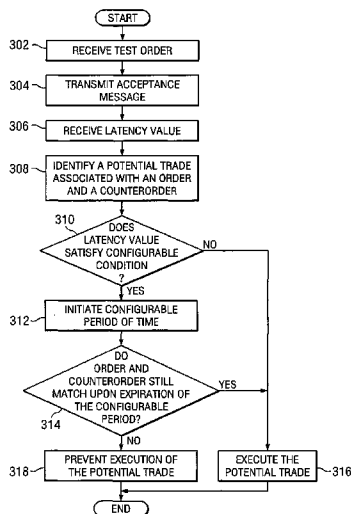 START
302
RECEIVE TEST ORDER
304
TRANSMIT ACCEPTANCE
MESSAGE
306
RECEIVE LATENCY VALUE
308
IDENTIFY A POTENTIAL TRADE
ASSOCIATED WITH AN ORDER
AND A COUNTERORDER
310
DOES
LATENCY VALUE
SATISFY CONFIGURABLE
CONDITION
?
NO
YES
312
INITIATE CONFIGURABLE
PERIOD OF TIME
DO
ORDER AND
COUNTERORDER STILL
MATCH UPON EXPIRATION OF
THE CONFIGURABLE
PERIOD?
YES
314
NO
318
PREVENT EXECUTION OF
THE POTENTIAL TRADE
EXECUTE THE
POTENTIAL TRADE
316
END